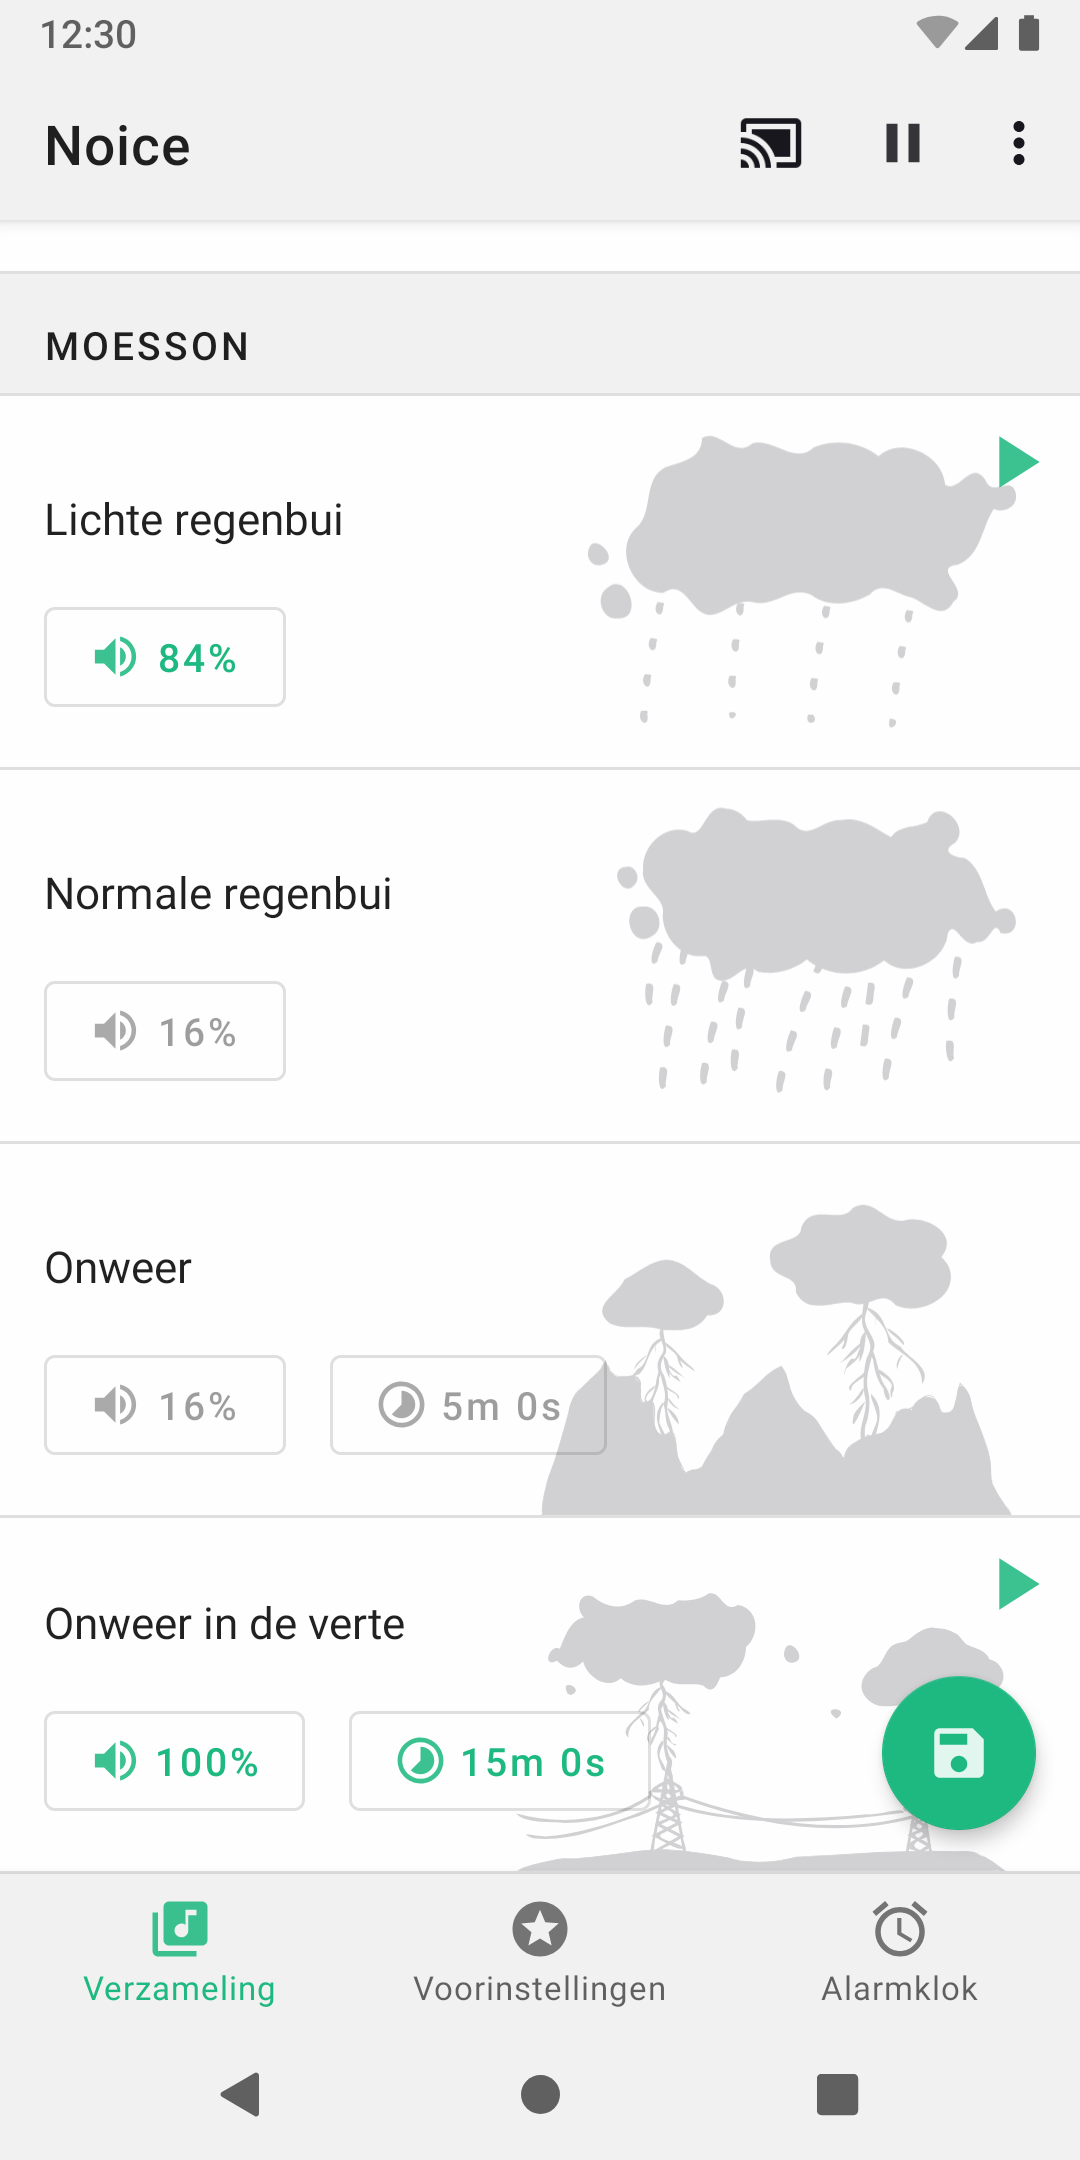 12:30
Noice
MOESSON
Lichte regenbui
84%
Normale regenbui
16%
Onweer
16% 5m 0s
Onweer in de verte
100% 15m 0s
Verzameling Voorinstellingen Alarmklok